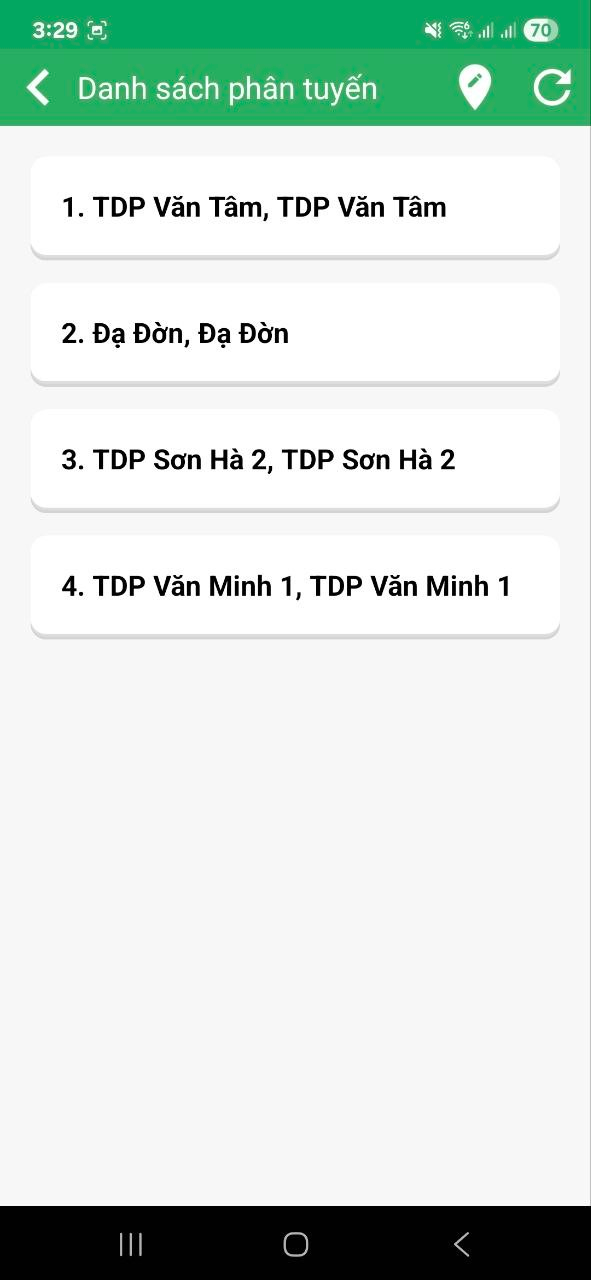 3:29
70
Danh sách phân tuyến
1. TDP Văn Tâm, TDP Văn Tâm
2. Đạ Đờn, Đạ Đờn
3. TDP Sơn Hà 2, TDP Sơn Hà 2
4. TDP Văn Minh 1, TDP Văn Minh 1